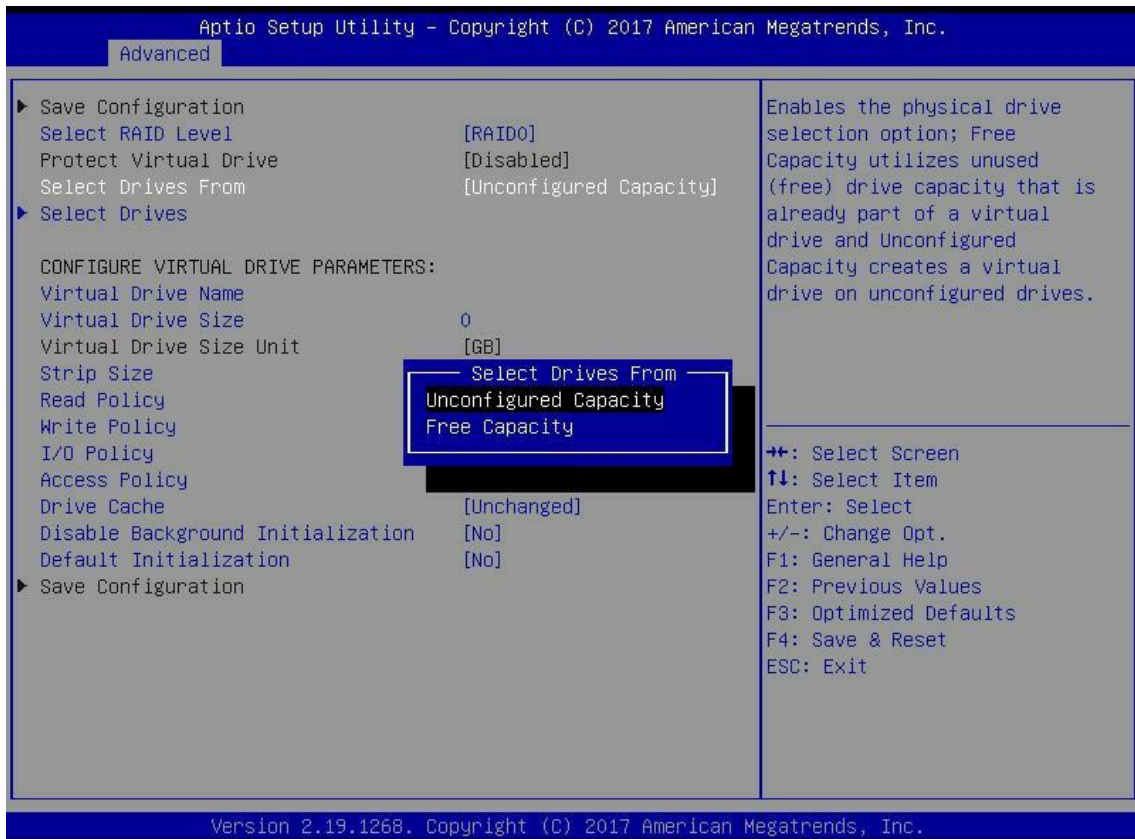 Aptio Setup Utility – Copyright (C) 2017 American Megatrends, Inc.
Advanced
▶ Save Configuration
Select RAID Level [RAID0]
Protect Virtual Drive [Disabled]
Select Drives From [Unconfigured Capacity]
▶ Select Drives
CONFIGURE VIRTUAL DRIVE PARAMETERS:
Virtual Drive Name
Virtual Drive Size 0
Virtual Drive Size Unit [GB]
Strip Size
Read Policy
Write Policy
I/O Policy
Access Policy
Drive Cache [Unchanged]
Disable Background Initialization [No]
Default Initialization [No]
▶ Save Configuration
Select Drives From
Unconfigured Capacity
Free Capacity
Enables the physical drive
selection option; Free
Capacity utilizes unused
(free) drive capacity that is
already part of a virtual
drive and Unconfigured
Capacity creates a virtual
drive on unconfigured drives.
→←: Select Screen
↑↓: Select Item
Enter: Select
+/-: Change Opt.
F1: General Help
F2: Previous Values
F3: Optimized Defaults
F4: Save & Reset
ESC: Exit
Version 2.19.1268. Copyright (C) 2017 American Megatrends, Inc.